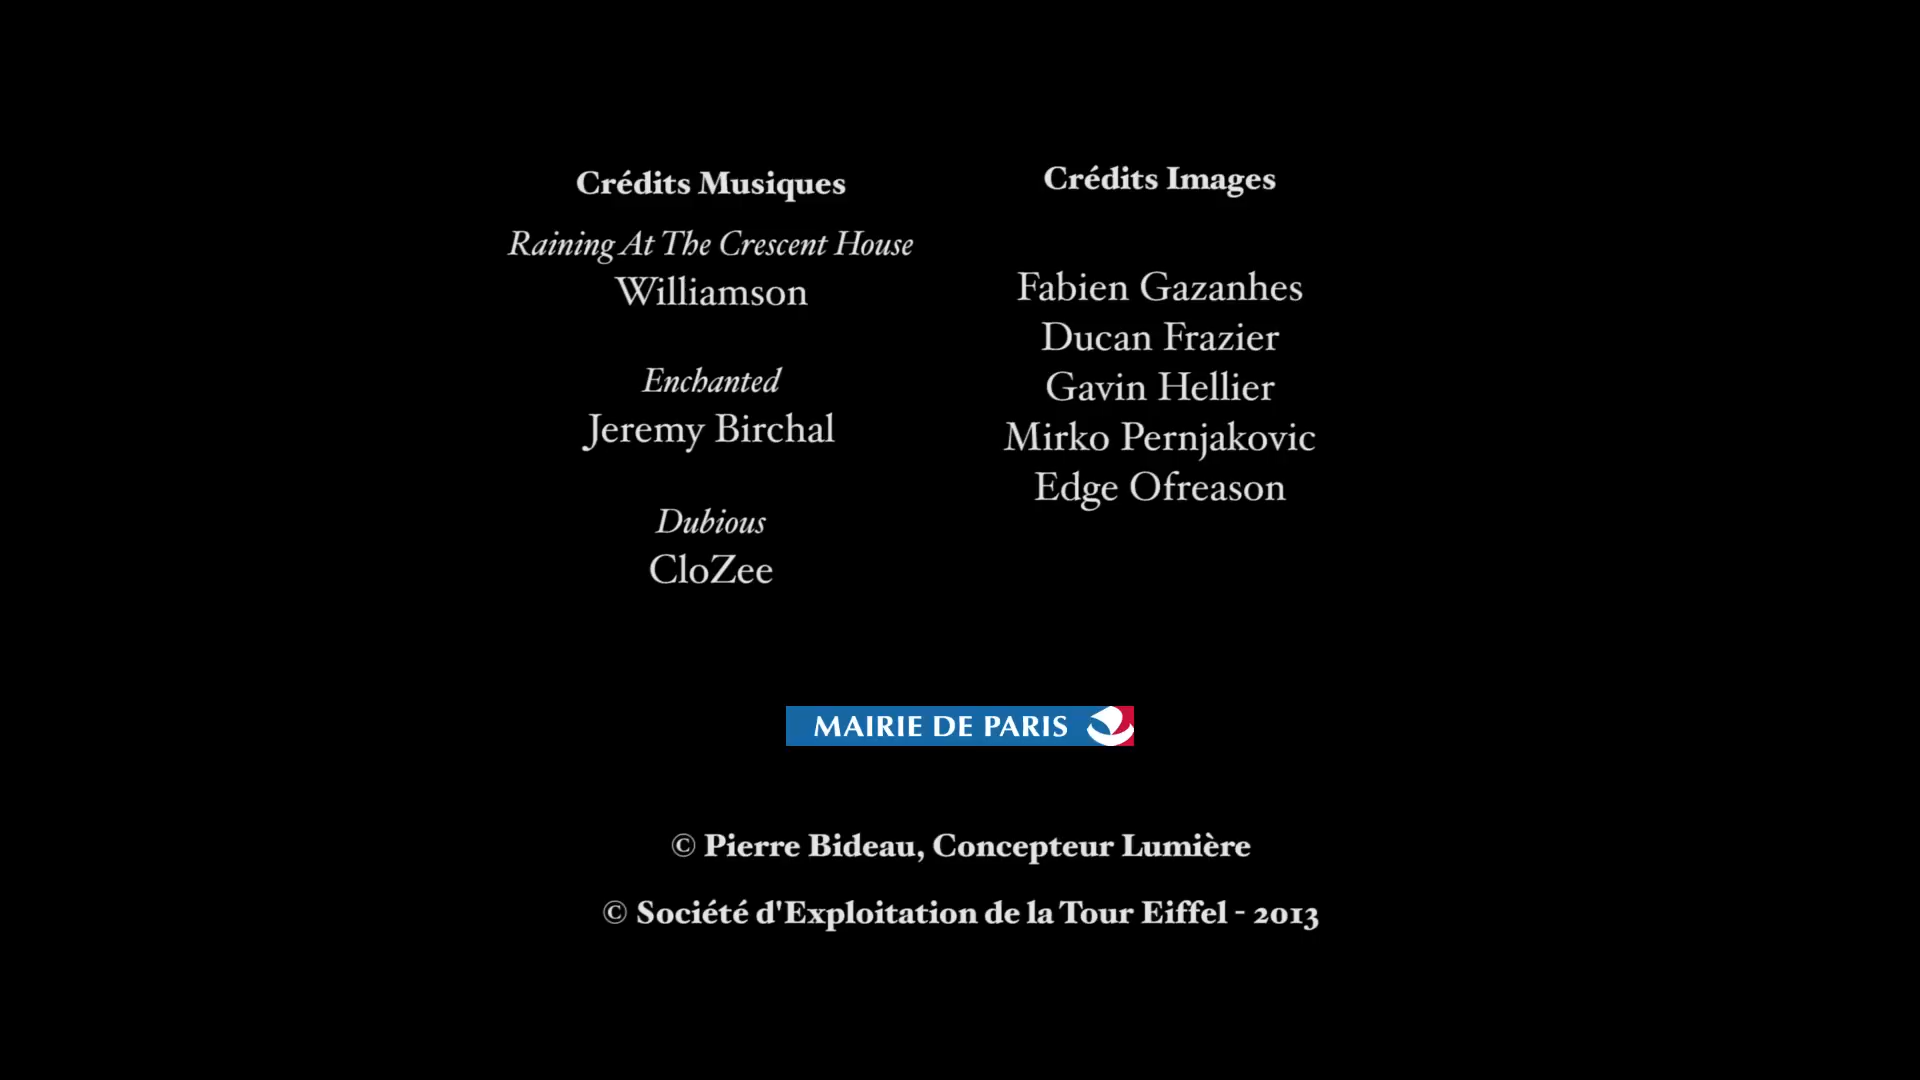 Crédits Musiques
Raining At The Crescent House
Williamson
Enchanted
Jeremy Birchal
Dubious
CloZee
Crédits Images
Fabien Gazanhes
Ducan Frazier
Gavin Hellier
Mirko Pernjakovic
Edge Ofreason
MAIRIE DE PARIS
© Pierre Bideau, Concepteur Lumière
© Société d'Exploitation de la Tour Eiffel - 2013